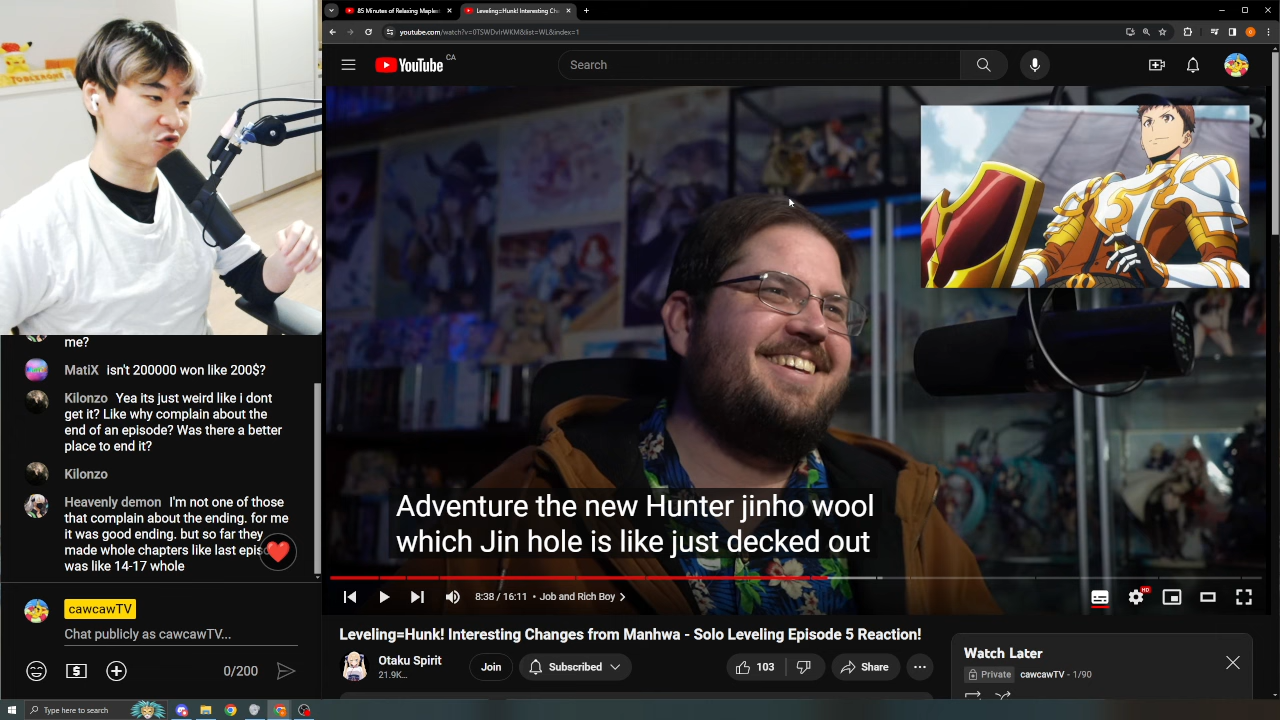 85 Minutes of Relaxing Maples
Leveling=Hunk! Interesting Cha
youtube.com/watch?v=0TSWDvIrWKM&list=WL&index=1
YouTube CA
Search
Adventure the new Hunter jinho wool
which Jin hole is like just decked out
8:38 / 16:11 • Job and Rich Boy
HD
Leveling=Hunk! Interesting Changes from Manhwa - Solo Leveling Episode 5 Reaction!
Otaku Spirit
21.9K...
Join
Subscribed
103
Share
Watch Later
Private cawcawTV - 1/90
me?
MatiX isn't 200000 won like 200$?
Kilonzo Yea its just weird like i dont
get it? Like why complain about the
end of an episode? Was there a better
place to end it?
Kilonzo
Heavenly demon I'm not one of those
that complain about the ending. for me
it was good ending. but so far they
made whole chapters like last epis
was like 14-17 whole
cawcawTV
Chat publicly as cawcawTV...
0/200
Type here to search